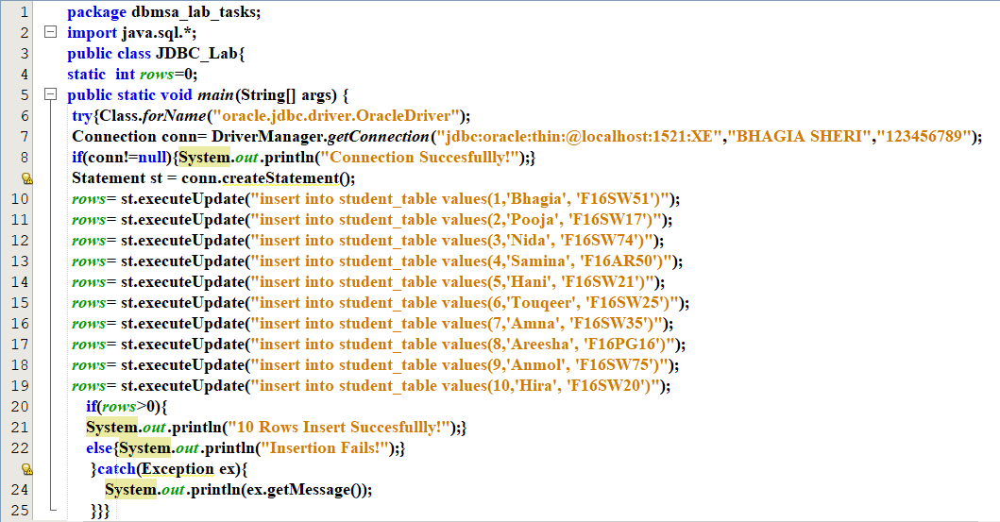 1 package dbmsa_lab_tasks;
2 import java.sql.*;
3 public class JDBC_Lab{
4 static  int rows=0;
5 public static void main(String[] args) {
6 try{Class.forName("oracle.jdbc.driver.OracleDriver");
7 Connection conn= DriverManager.getConnection("jdbc:oracle:thin:@localhost:1521:XE","BHAGIA SHERI","123456789");
8 if(conn!=null){System.out.println("Connection Succesfullly!");}
Statement st = conn.createStatement();
10 rows= st.executeUpdate("insert into student_table values(1,'Bhagia', 'F16SW51')");
11 rows= st.executeUpdate("insert into student_table values(2,'Pooja', 'F16SW17')");
12 rows= st.executeUpdate("insert into student_table values(3,'Nida', 'F16SW74')");
13 rows= st.executeUpdate("insert into student_table values(4,'Samina', 'F16AR50')");
14 rows= st.executeUpdate("insert into student_table values(5,'Hani', 'F16SW21')");
15 rows= st.executeUpdate("insert into student_table values(6,'Touqeer', 'F16SW25')");
16 rows= st.executeUpdate("insert into student_table values(7,'Amna', 'F16SW35')");
17 rows= st.executeUpdate("insert into student_table values(8,'Areesha', 'F16PG16')");
18 rows= st.executeUpdate("insert into student_table values(9,'Anmol', 'F16SW75')");
19 rows= st.executeUpdate("insert into student_table values(10,'Hira', 'F16SW20')");
20 if(rows>0){
21 System.out.println("10 Rows Insert Succesfullly!");}
22 else{System.out.println("Insertion Fails!");}
}catch(Exception ex){
24 System.out.println(ex.getMessage());
25 }}}